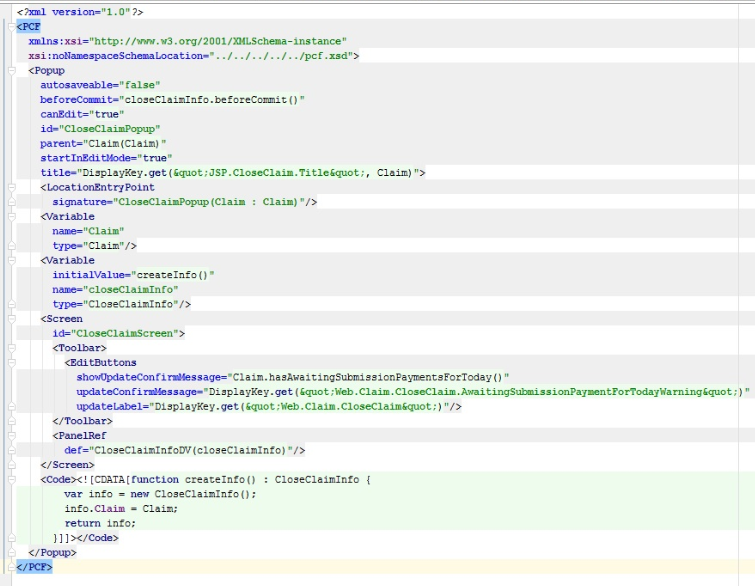 <?xml version="1.0"?>
<PCF
xmlns:xsi="http://www.w3.org/2001/XMLSchema-instance"
xsi:noNamespaceSchemaLocation="../../../../../pcf.xsd">
<Popup
autosaveable="false"
beforeCommit="closeClaimInfo.beforeCommit()"
canEdit="true"
id="CloseClaimPopup"
parent="Claim(Claim)"
startInEditMode="true"
title="DisplayKey.get(&quot;JSP.CloseClaim.Title&quot;, Claim)">
<LocationEntryPoint
signature="CloseClaimPopup(Claim : Claim)"/>
<Variable
name="Claim"
type="Claim"/>
<Variable
initialValue="createInfo()"
name="closeClaimInfo"
type="CloseClaimInfo"/>
<Screen
id="CloseClaimScreen">
<Toolbar>
<EditButtons
showUpdateConfirmMessage="Claim.hasAwaitingSubmissionPaymentsForToday()"
updateConfirmMessage="DisplayKey.get(&quot;Web.Claim.CloseClaim.AwaitingSubmissionPaymentForTodayWarning&quot;)"
updateLabel="DisplayKey.get(&quot;Web.Claim.CloseClaim&quot;)"/>
</Toolbar>
<PanelRef
def="CloseClaimInfoDV(closeClaimInfo)"/>
</Screen>
<Code><![CDATA[function createInfo() : CloseClaimInfo {
var info = new CloseClaimInfo();
info.Claim = Claim;
return info;
}]]></Code>
</Popup>
</PCF>